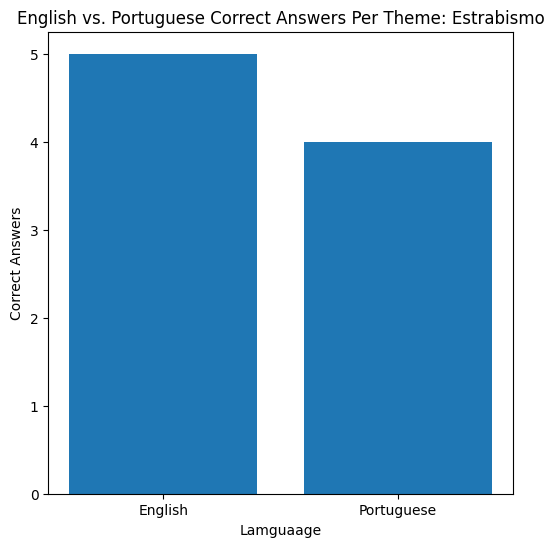 English vs. Portuguese Correct Answers Per Theme: Estrabismo
5
4
3
2
1
0
Correct Answers
English
Portuguese
Lamguaage